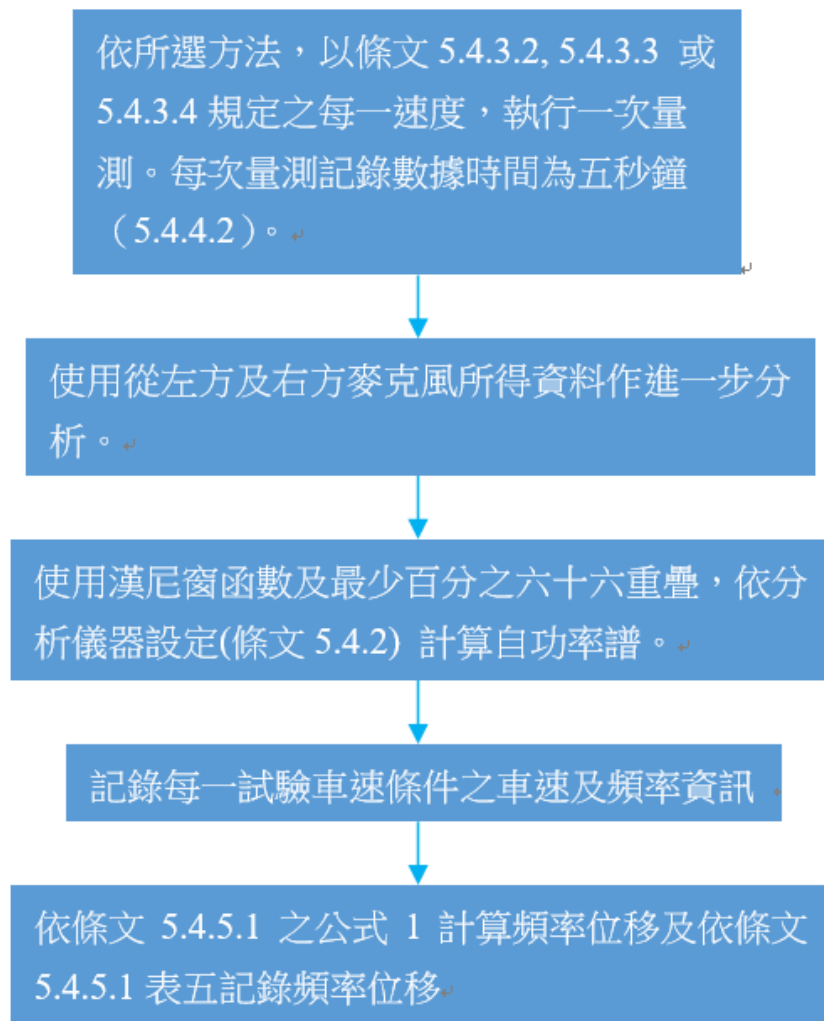 依所選方法，以條文 5.4.3.2, 5.4.3.3 或
5.4.3.4 規定之每一速度，執行一次量
測。每次量測記錄數據時間為五秒鐘
（5.4.4.2）。
使用從左方及右方麥克風所得資料作進一步分
析。
使用漢尼窗函數及最少百分之六十六重疊，依分
析儀器設定(條文 5.4.2) 計算自功率譜。
記錄每一試驗車速條件之車速及頻率資訊
依條文 5.4.5.1 之公式 1 計算頻率位移及依條文
5.4.5.1 表五記錄頻率位移